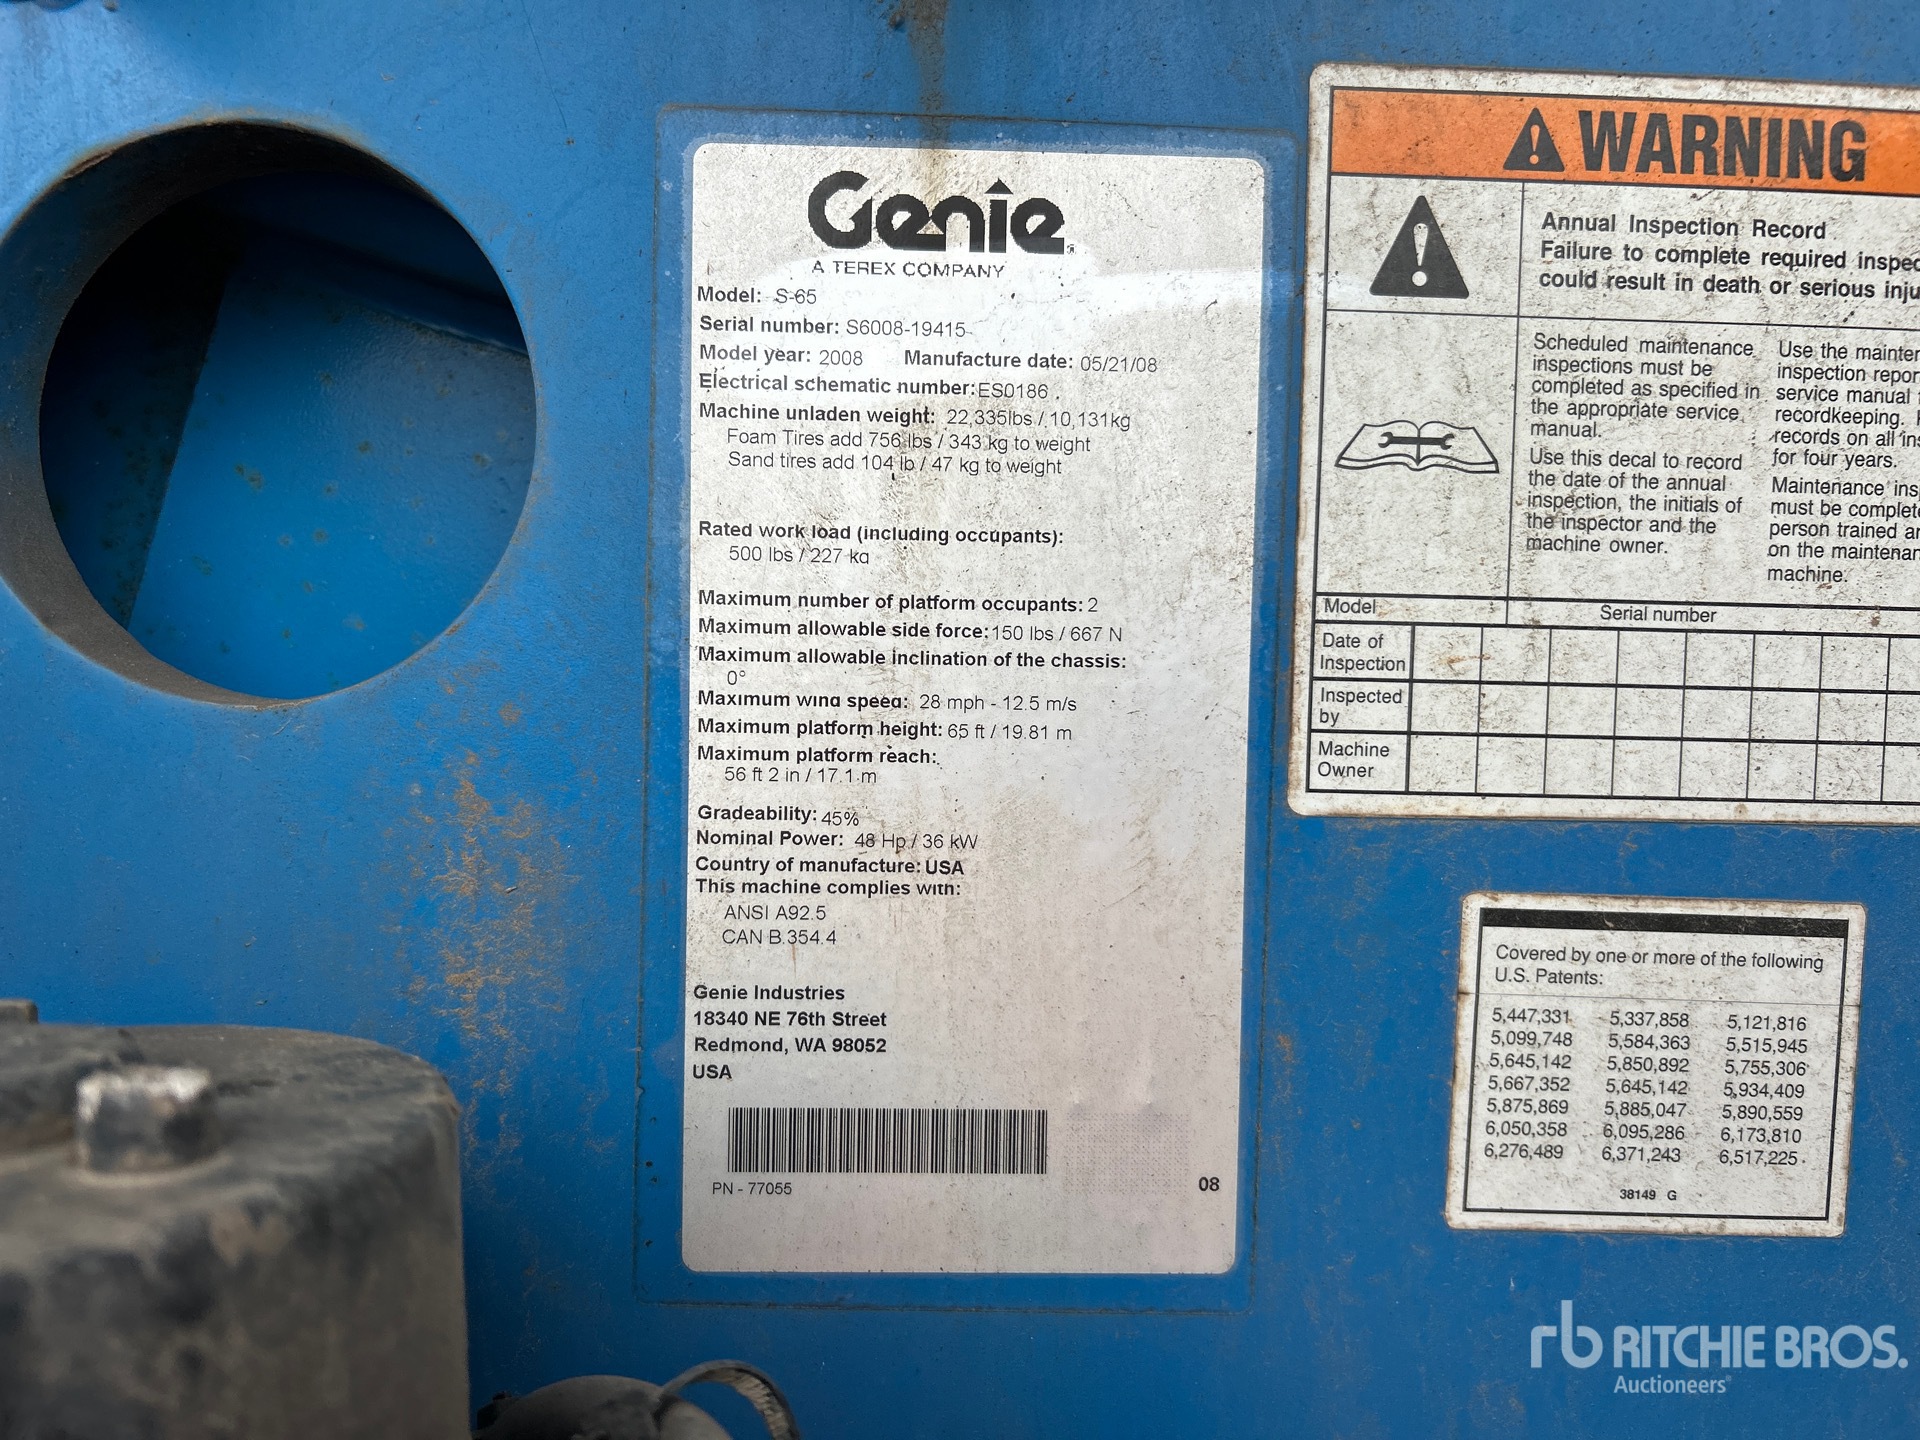 Genie
A TEREX COMPANY
Model: S-65
Serial number: S6008-19415
Model year: 2008 Manufacture date: 05/21/08
Electrical schematic number: ES0186
Machine unladen weight: 22,335lbs / 10,131kg
Foam Tires add 756 lbs / 343 kg to weight
Sand tires add 104 lb / 47 kg to weight
Rated work load (including occupants):
500 lbs / 227 kg
Maximum number of platform occupants: 2
Maximum allowable side force: 150 lbs / 667 N
Maximum allowable inclination of the chassis:
0°
Maximum wind speed: 28 mph - 12.5 m/s
Maximum platform height: 65 ft / 19.81 m
Maximum platform reach:
56 ft 2 in / 17.1 m
Gradeability: 45%
Nominal Power: 48 Hp / 36 kW
Country of manufacture: USA
This machine complies with:
ANSI A92.5
CAN B.354.4
Genie Industries
18340 NE 76th Street
Redmond, WA 98052
USA
PN - 77055
08
WARNING
Annual Inspection Record
Failure to complete required
could result in death or serious
Scheduled maintenance
inspections must be
completed as specified in
the appropriate service
manual.
Use this decal to record
the date of the annual
inspection, the initials of
the inspector and the
machine owner.
Use the
inspection
service manual
recordkeeping.
records on all
for four years.
Maintenance
must be
person trained
on the
machine.
Model Serial number
Date of
Inspection
Inspected
by
Machine
Owner
Covered by one or more of the following
U.S. Patents:
5,447,331 5,337,858 5,121,816
5,099,748 5,584,363 5,515,945
5,645,142 5,850,892 5,755,306
5,667,352 5,645,142 5,934,409
5,875,869 5,885,047 5,890,559
6,050,358 6,095,286 6,173,810
6,276,489 6,371,243 6,517,225
38149 G
rb RITCHIE BROS.
Auctioneers